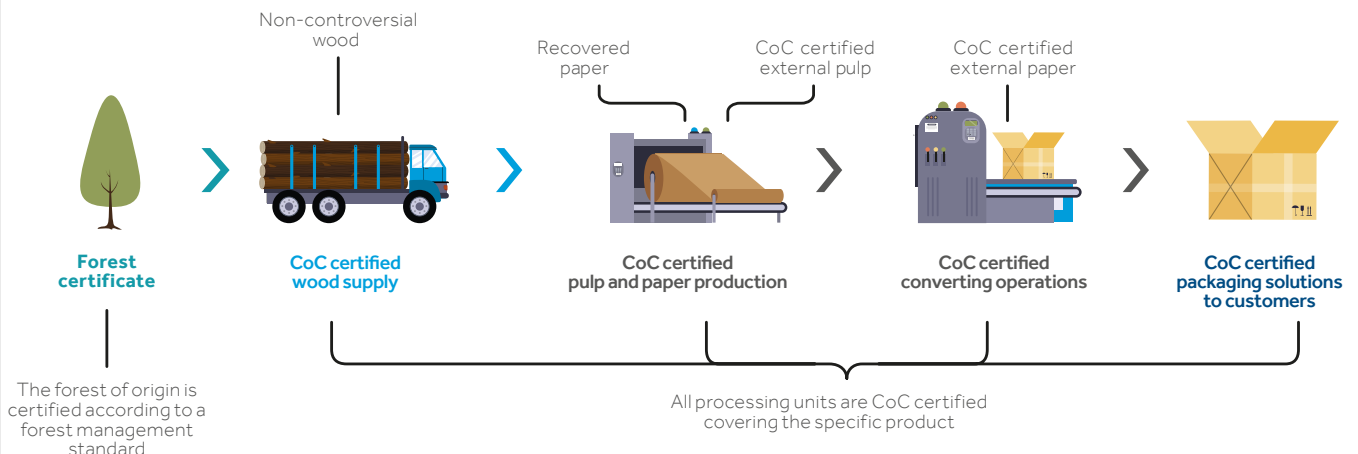 Non-controversial
wood
Recovered
paper
CoC certified
external pulp
CoC certified
external paper
Forest
certificate
CoC certified
wood supply
CoC certified
pulp and paper production
CoC certified
converting operations
CoC certified
packaging solutions
to customers
The forest of origin is
certified according to a
forest management
standard
All processing units are CoC certified
covering the specific product